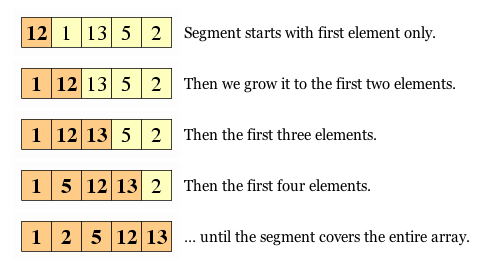 12 1 13 5 2 Segment starts with first element only.
1 12 13 5 2 Then we grow it to the first two elements.
1 12 13 5 2 Then the first three elements.
1 5 12 13 2 Then the first four elements.
1 2 5 12 13 ... until the segment covers the entire array.